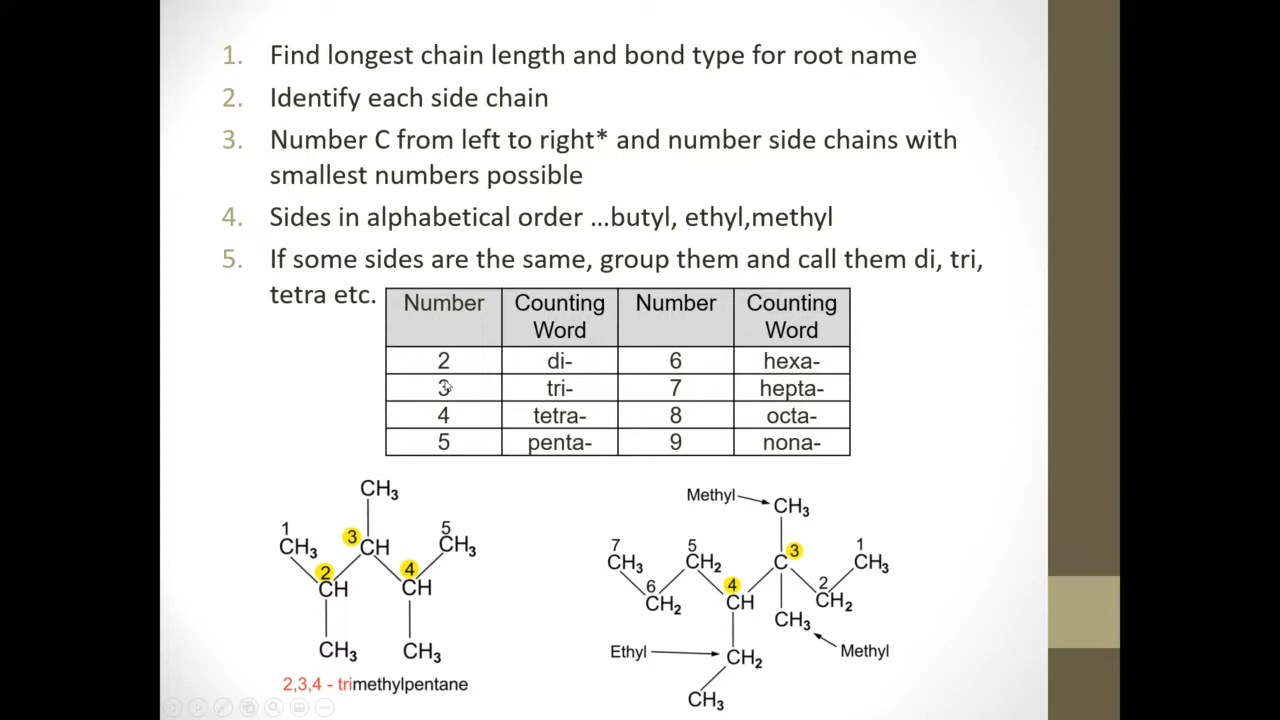 1. Find longest chain length and bond type for root name
2. Identify each side chain
3. Number C from left to right* and number side chains with
smallest numbers possible
4. Sides in alphabetical order ...butyl, ethyl,methyl
5. If some sides are the same, group them and call them di, tri,
tetra etc.
Number Counting Word Number Counting Word
2 di- 6 hexa-
3 tri- 7 hepta-
4 tetra- 8 octa-
5 penta- 9 nona-
CH₃
1 3 5
CH₃ CH CH₃
2 4
CH CH
CH₃ CH₃
2,3,4 - trimethylpentane
Methyl CH₃
7 5 3 1
CH₃ CH₂ C CH₃
6 4 2
CH₂ CH CH₂
CH₃
Ethyl CH₂ Methyl
CH₃